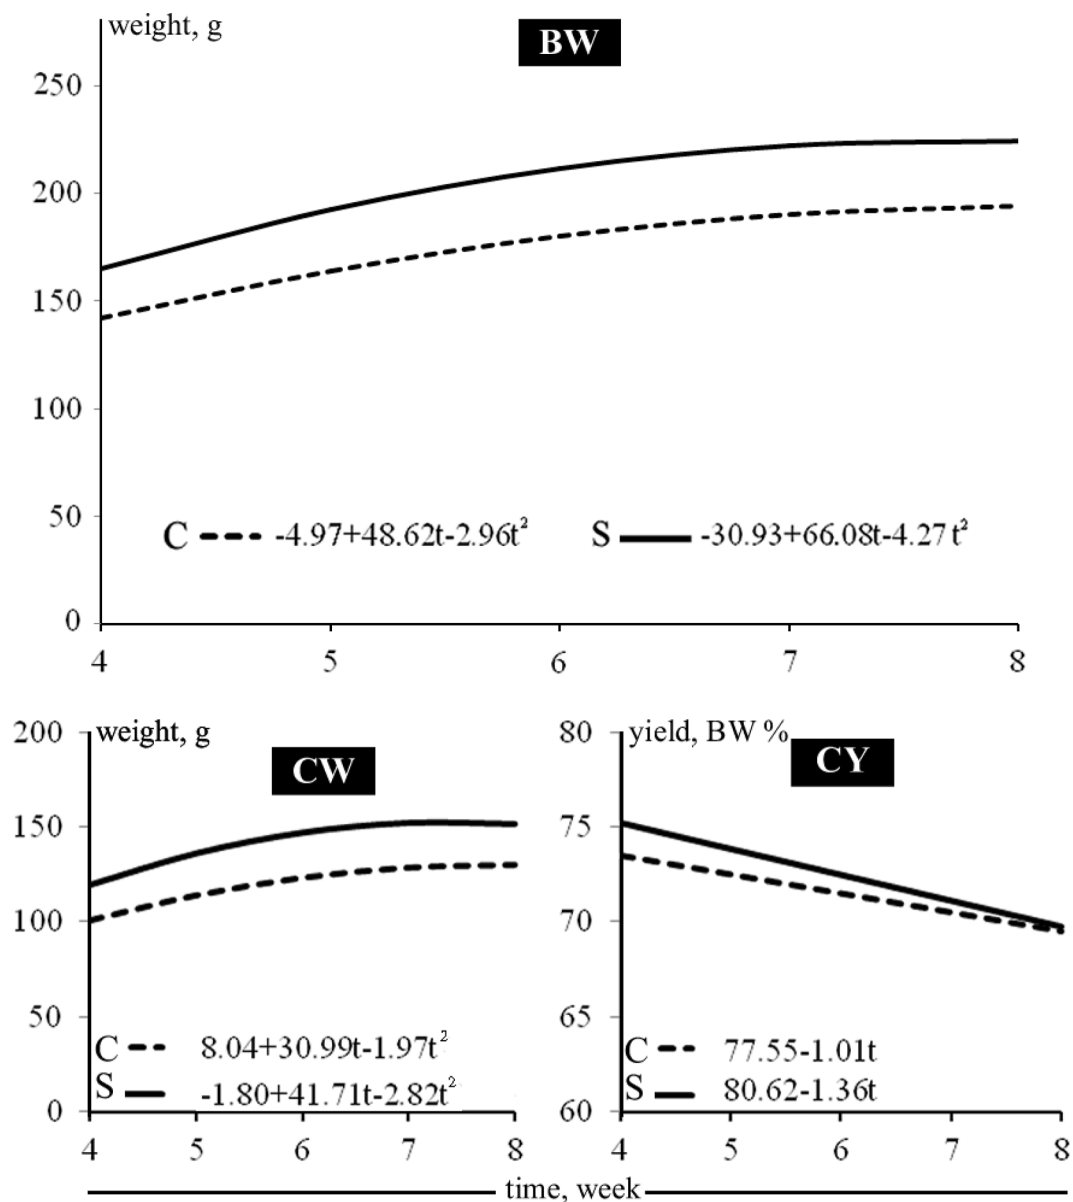 weight, g
BW
250
200
150
100
50
0
C -4.97+48.62t-2.96t² S -30.93+66.08t-4.27t²
4 5 6 7 8
weight, g
CW
200
150
100
50
0
C 8.04+30.99t-1.97t²
S -1.80+41.71t-2.82t²
4 5 6 7 8
yield, BW %
CY
80
75
70
65
60
C 77.55-1.01t
S 80.62-1.36t
4 5 6 7 8
time, week